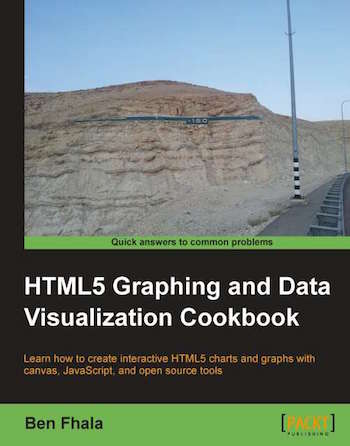 -150
Quick answers to common problems
HTML5 Graphing and Data
Visualization Cookbook
Learn how to create interactive HTML5 charts and graphs with
canvas, JavaScript, and open source tools
Ben Fhala
[PACKT]
PUBLISHING